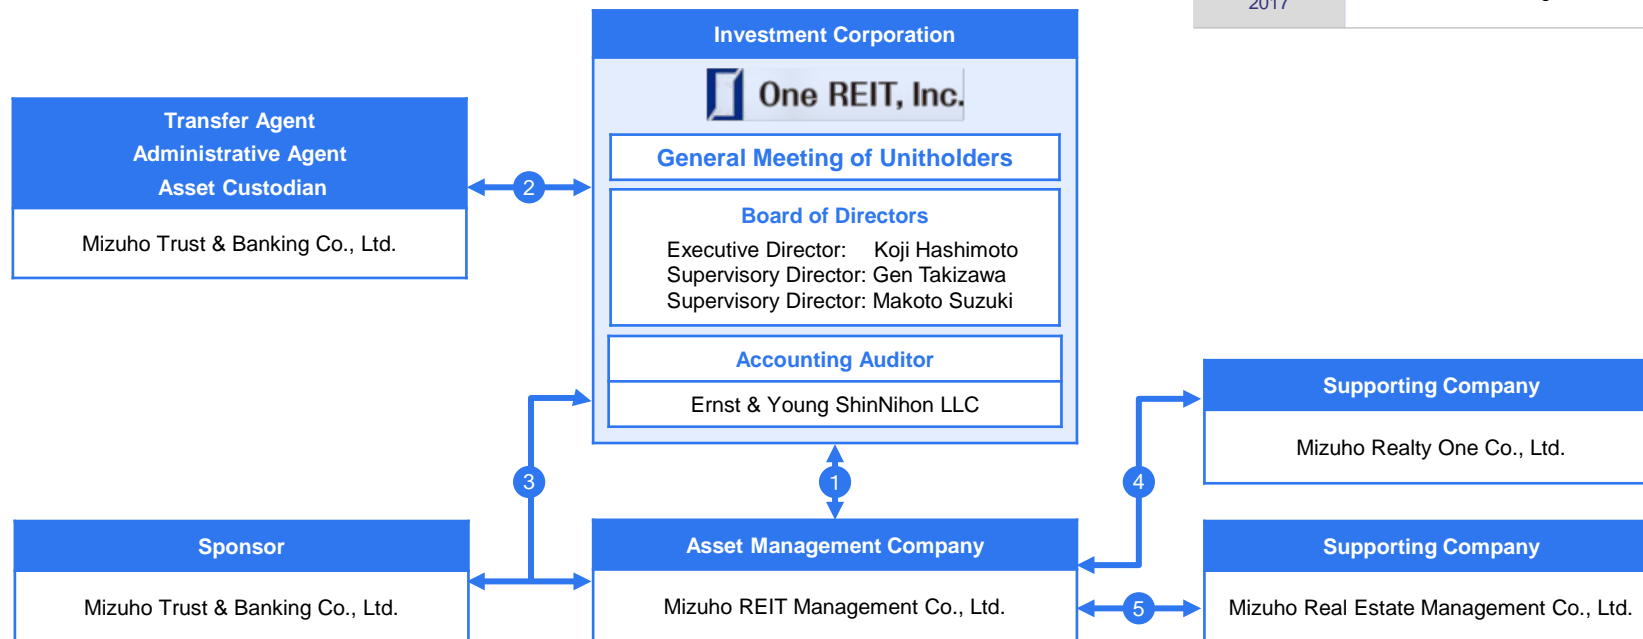 2017
Investment Corporation
One REIT, Inc.
General Meeting of Unitholders
Board of Directors
Executive Director: Koji Hashimoto
Supervisory Director: Gen Takizawa
Supervisory Director: Makoto Suzuki
Accounting Auditor
Ernst & Young ShinNihon LLC
Transfer Agent
Administrative Agent
Asset Custodian
Mizuho Trust & Banking Co., Ltd.
2
3
1
4
Supporting Company
Mizuho Realty One Co., Ltd.
Sponsor
Mizuho Trust & Banking Co., Ltd.
Asset Management Company
Mizuho REIT Management Co., Ltd.
5
Supporting Company
Mizuho Real Estate Management Co., Ltd.